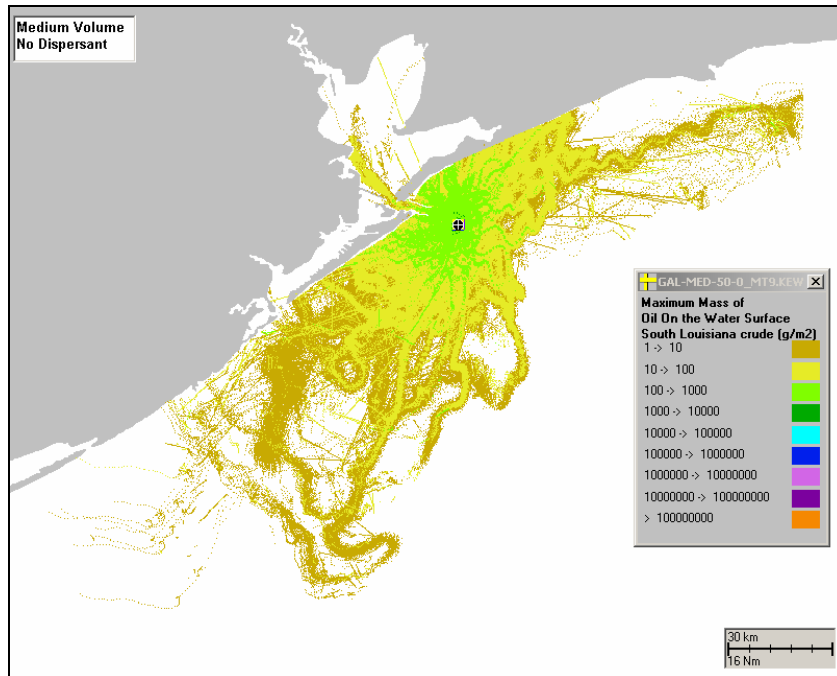 Medium Volume
No Dispersant
GAL-MED-50-0_MT9.KEW
Maximum Mass of
Oil On the Water Surface
South Louisiana crude (g/m2)
1 -> 10
10 -> 100
100 -> 1000
1000 -> 10000
10000 -> 100000
100000 -> 1000000
1000000 -> 10000000
10000000 -> 100000000
> 100000000
30 km
16 Nm